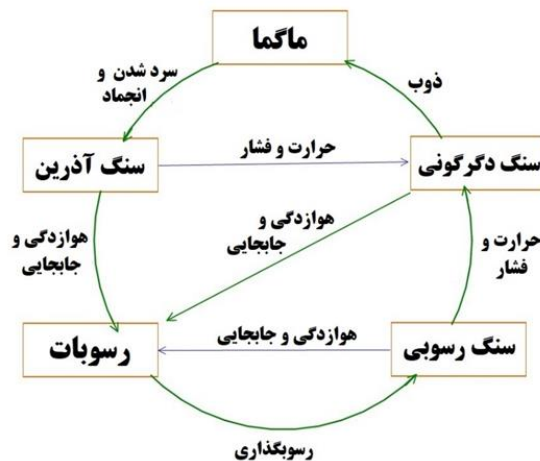 ماگما
سرد شدن و
انجماد
ذوب
سنگ آذرین
حرارت و فشار
سنگ دگرگونی
هوازدگی و
جابجایی
هوازدگی و
جابجایی
حرارت و
فشار
رسوبات
هوازدگی و جابجایی
سنگ رسوبی
رسوبگذاری